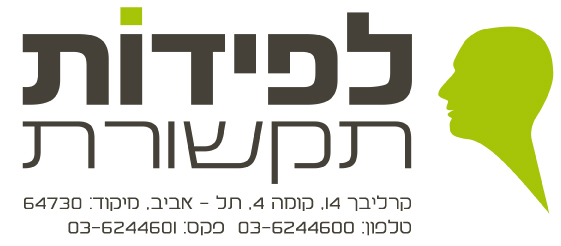 לפידות
תקשורת
קרליבך 14, קומה 4, תל - אביב, מיקוד: 64730
טלפון: 03-6244600 פקס: 03-6244601